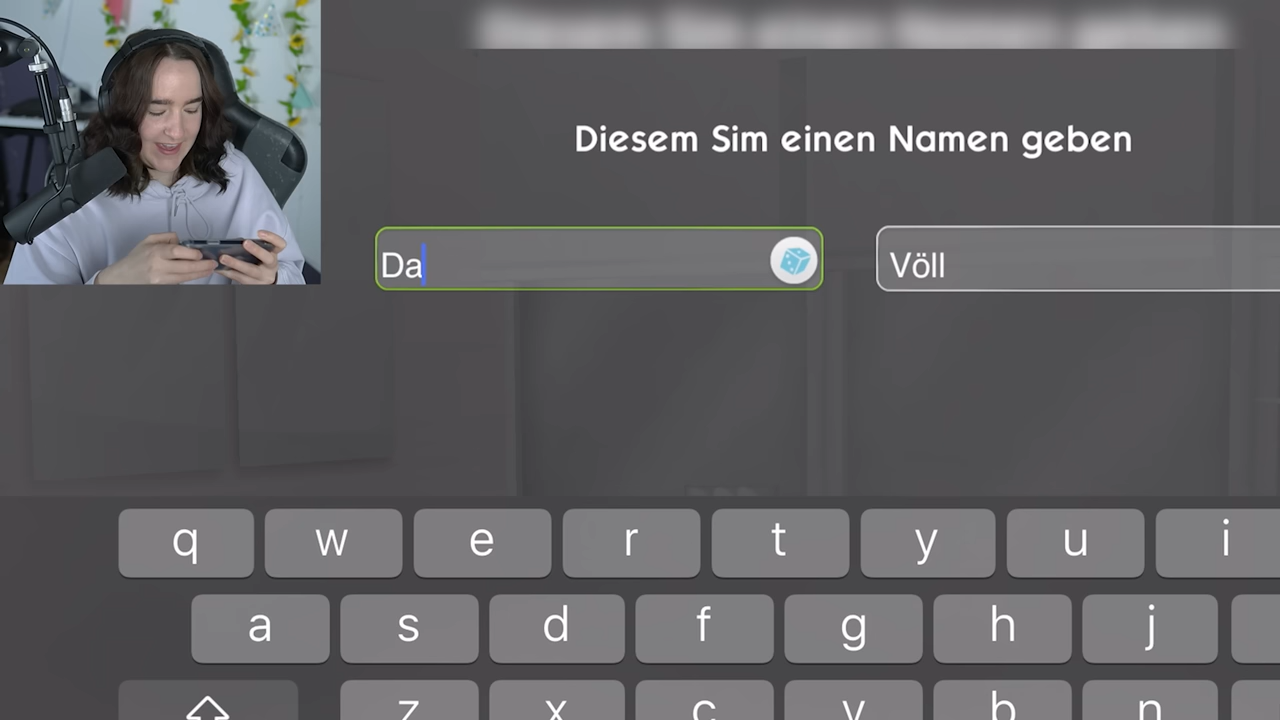 Diesem Sim einen Namen geben
Da
Völl
q w e r t y u i
a s d f g h j
z x c v b n